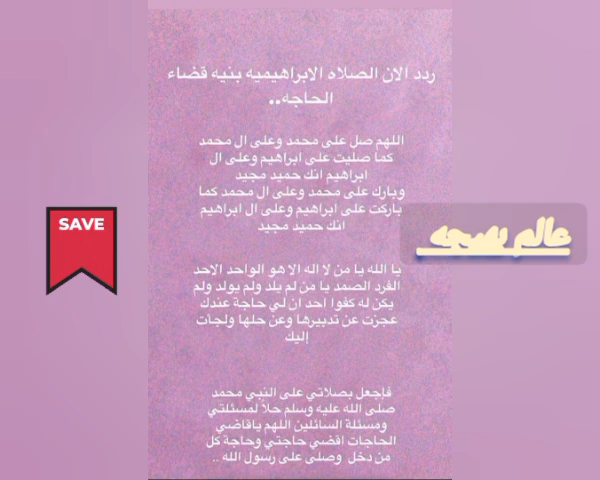 ردد الان الصلاه الابراهيميه بنيه قضاء
الحاجه..
اللهم صل على محمد وعلى ال محمد
كما صليت على ابراهيم وعلى ال
ابراهيم انك حميد مجيد
وبارك على محمد وعلى ال محمد كما
باركت على ابراهيم وعلى ال ابراهيم
انك حميد مجيد
SAVE
عالم
يا الله يا من لا اله الا هو الواحد الاحد
الفرد الصمد يا من لم يلد ولم يولد ولم
يكن له كفوا احد ان لي حاجة عندك
عجزت عن تدبيرها وعن حلها ولجات
إليك
فإجعل بصلاتي على النبي محمد
صلى الله عليه وسلم حلا لمسئلتي
ومسئلة السائلين اللهم ياقاضي
الحاجات اقضي حاجتي وحاجة كل
من دخل وصلى على رسول الله ..